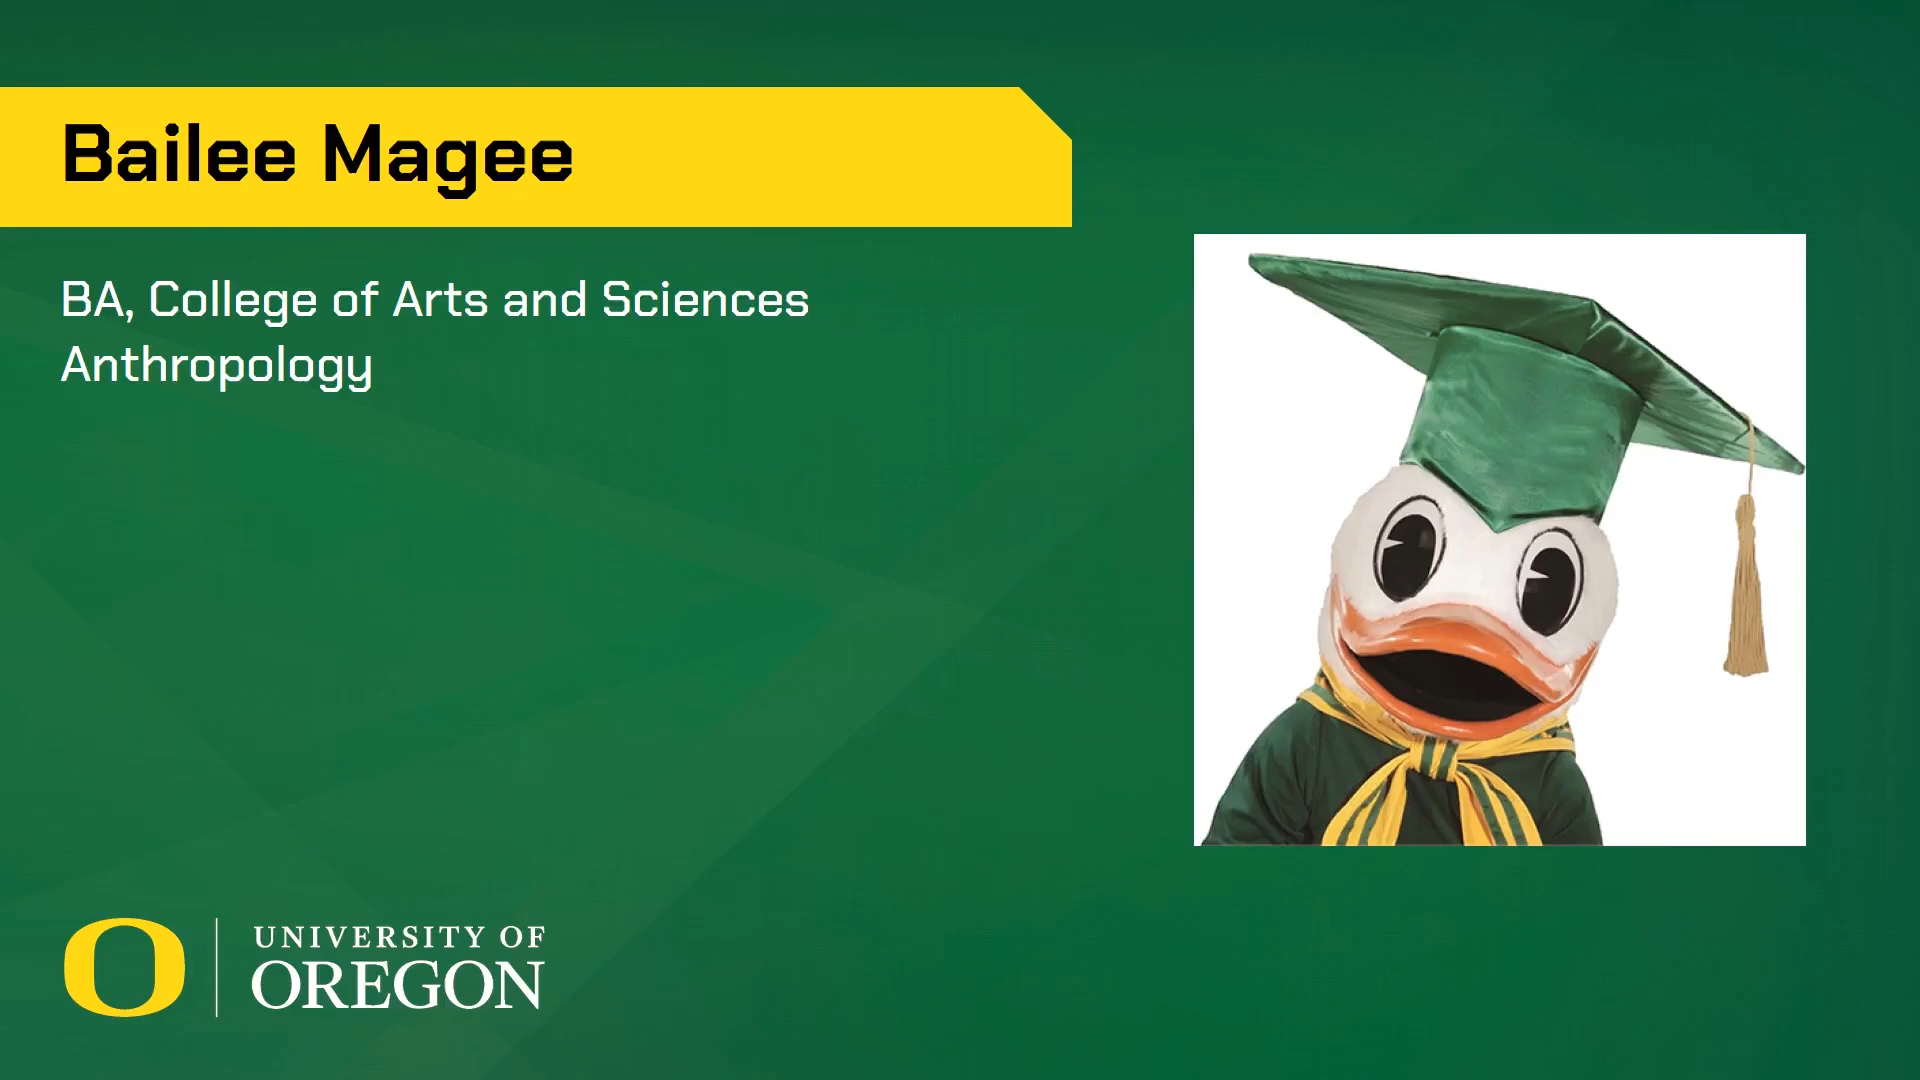 Bailee Magee
BA, College of Arts and Sciences
Anthropology
O
UNIVERSITY OF
OREGON